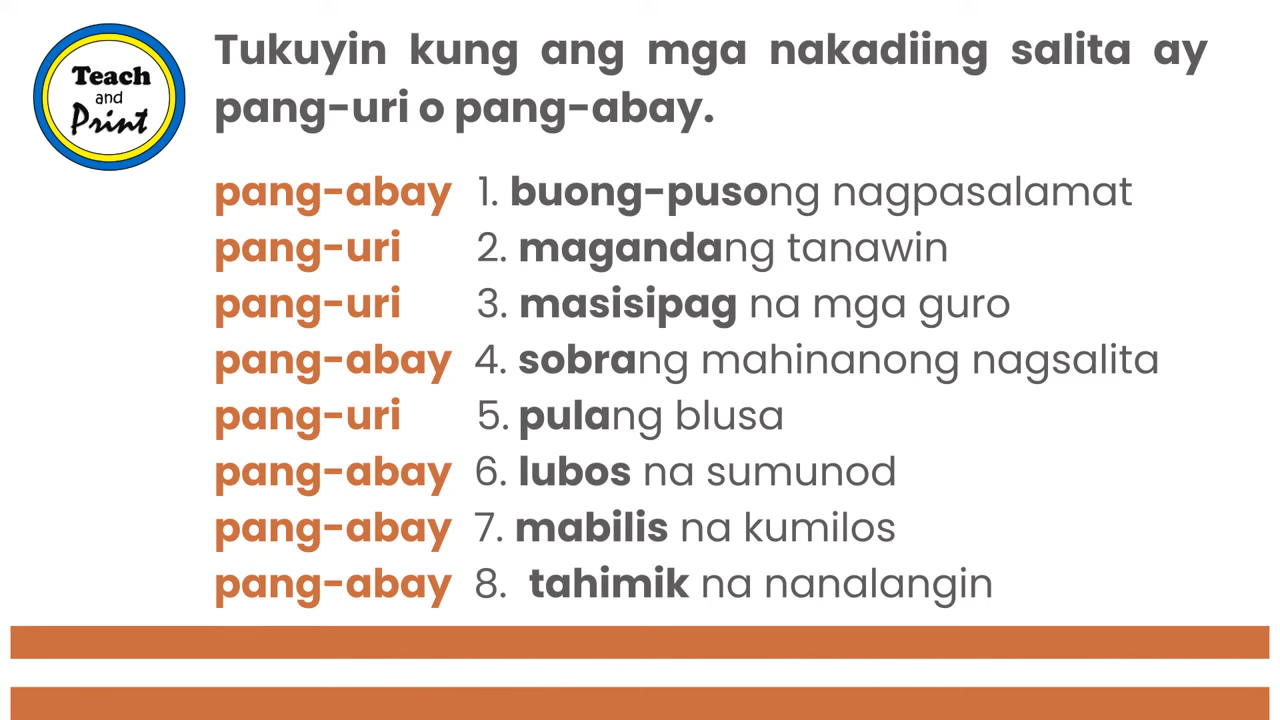 Teach
and
Print
Tukuyin kung ang mga nakadiing salita ay
pang-uri o pang-abay.
pang-abay 1. buong-pusong nagpasalamat
pang-uri 2. magandang tanawin
pang-uri 3. masisipag na mga guro
pang-abay 4. sobrang mahinanong nagsalita
pang-uri 5. pulang blusa
pang-abay 6. lubos na sumunod
pang-abay 7. mabilis na kumilos
pang-abay 8. tahimik na nanalangin